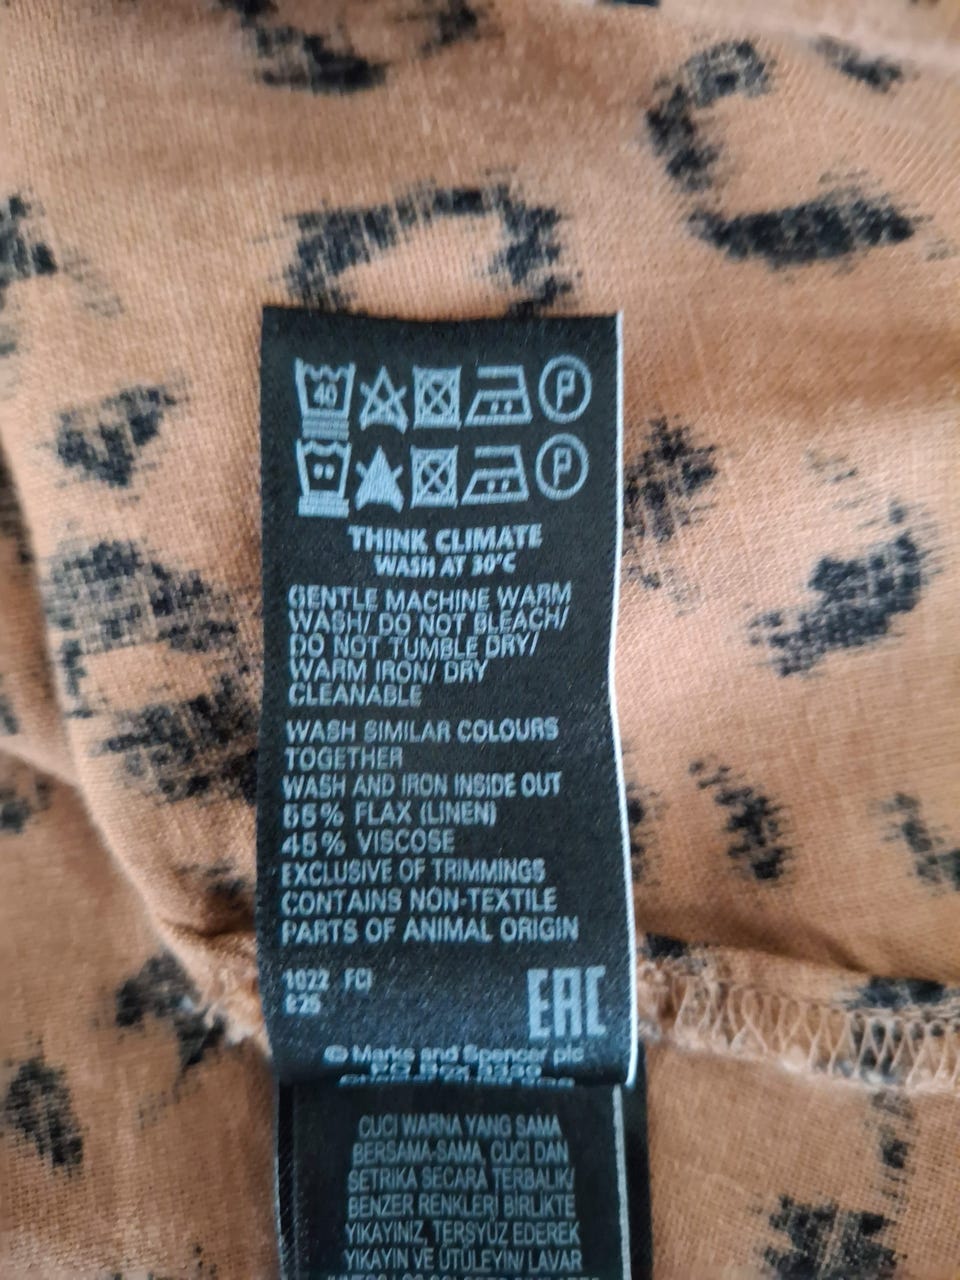 40
THINK CLIMATE
WASH AT 30°C
GENTLE MACHINE WARM
WASH/ DO NOT BLEACH/
DO NOT TUMBLE DRY/
WARM IRON/ DRY
CLEANABLE
WASH SIMILAR COLOURS
TOGETHER
WASH AND IRON INSIDE OUT
55% FLAX (LINEN)
45% VISCOSE
EXCLUSIVE OF TRIMMINGS
CONTAINS NON-TEXTILE
PARTS OF ANIMAL ORIGIN
1022 FCI
EAC
© Marks and Spencer plc
PO Box 3339
CUCI WARNA YANG SAMA
BERSAMA-SAMA, CUCI DAN
SETRIKA SECARA TERBALIK/
BENZER RENKLERİ BİRLİKTE
YIKAYINIZ, TERSYÜZ EDEREK
YIKAYIN VE ÜTÜLEYİN/ LAVAR